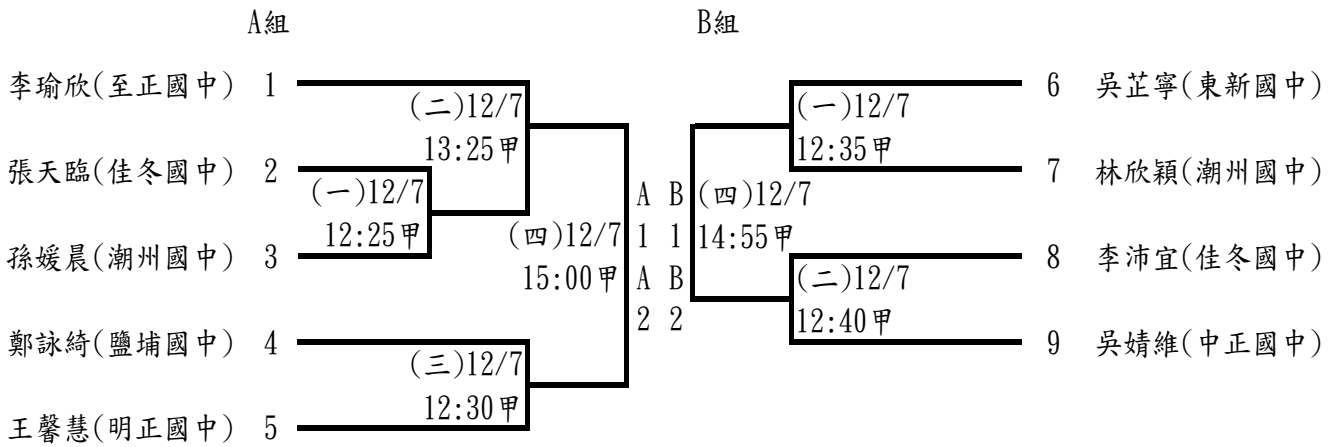 A組 B組
李瑜欣(至正國中) 1
(二)12/7
13:25甲
張天臨(佳冬國中) 2
(一)12/7
12:25甲
孫媛晨(潮州國中) 3
(四)12/7
15:00甲
鄭詠綺(鹽埔國中) 4
(三)12/7
12:30甲
王馨慧(明正國中) 5
A B
1 1
A B
2 2
6 吳芷寧(東新國中)
(一)12/7
12:35甲
7 林欣穎(潮州國中)
(四)12/7
14:55甲
8 李沛宜(佳冬國中)
(二)12/7
12:40甲
9 吳婧維(中正國中)